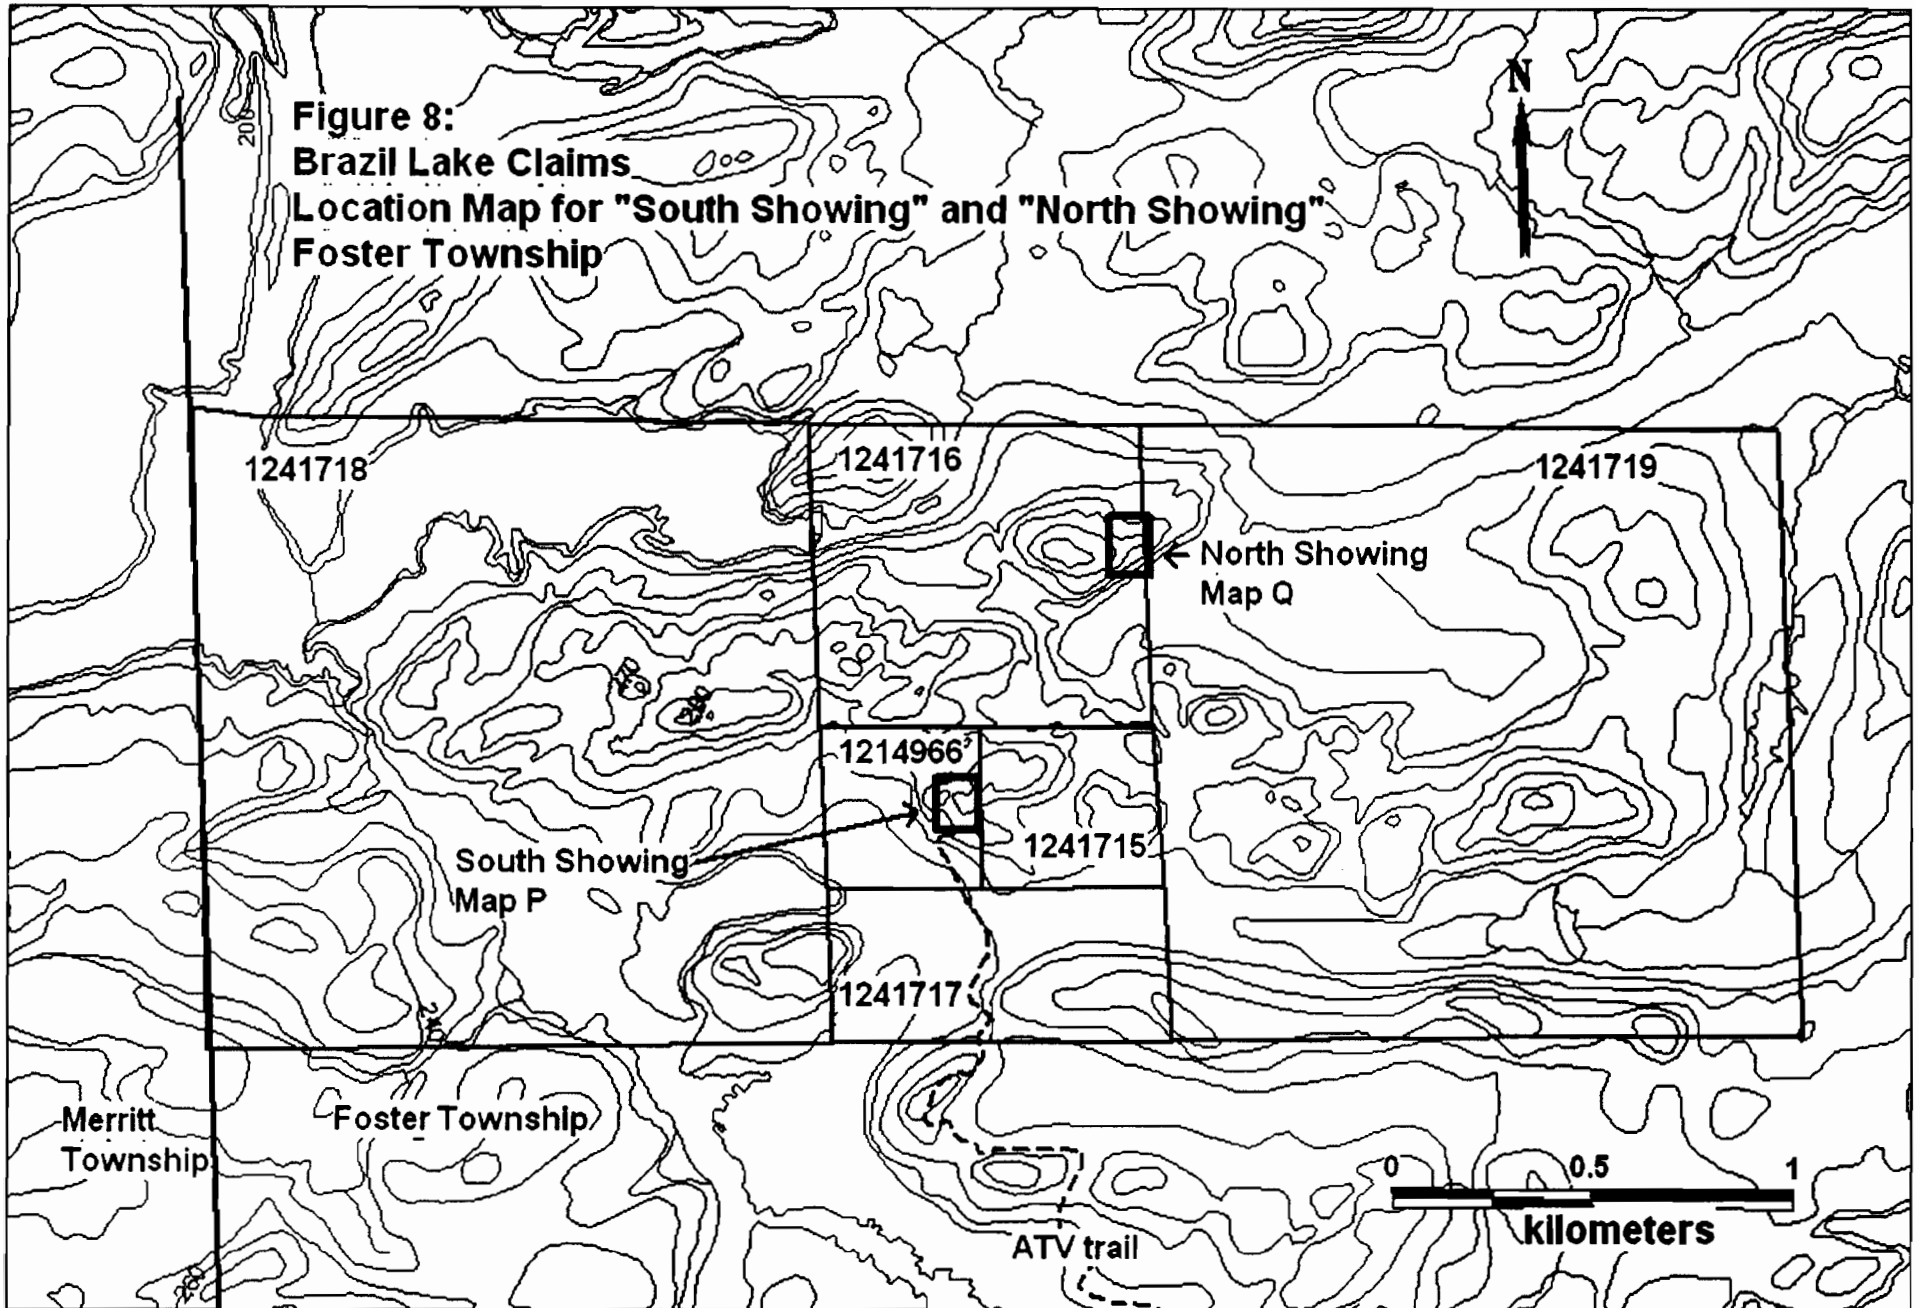 Figure 8:
Brazil Lake Claims
Location Map for "South Showing" and "North Showing"
Foster Township
N
200
1241718
1241716
1241719
North Showing
Map Q
1214966
1241715
South Showing
Map P
1241717
Merritt
Township
Foster Township
0 0.5 1
kilometers
ATV trail